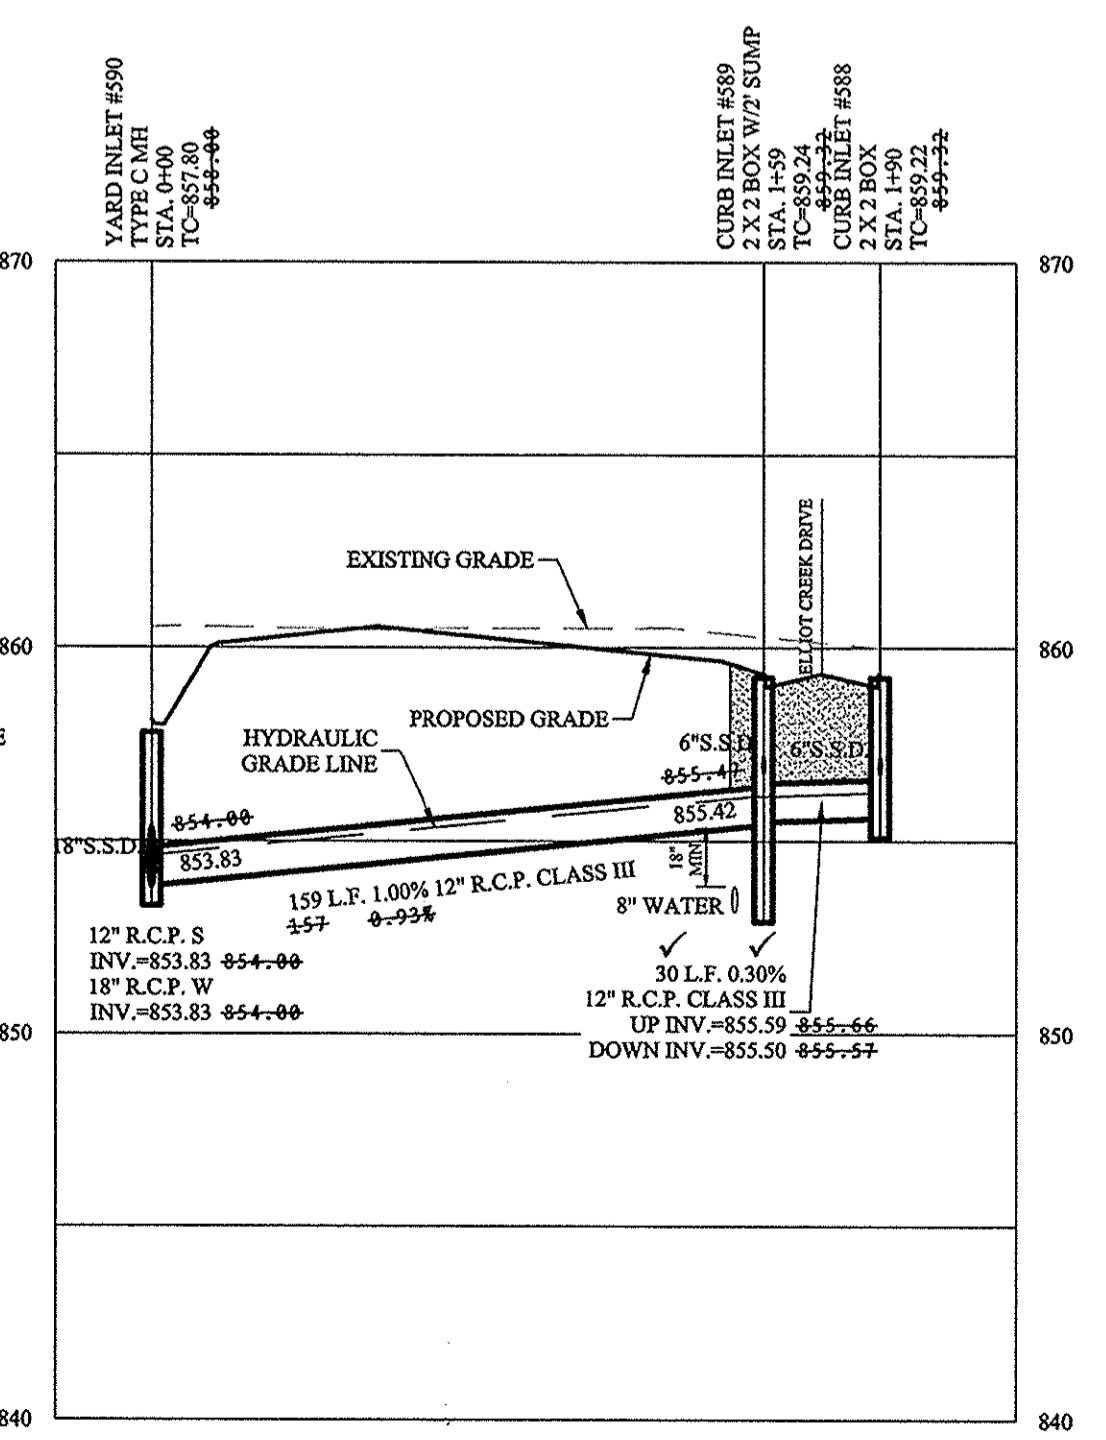 YARD INLET #590
TYPE C MH
STA. 0+00
TC=857.80
858.00
CURB INLET #589
2 X 2 BOX W/2' SUMP
STA. 1+59
TC=859.24
859.32
CURB INLET #588
2 X 2 BOX
STA. 1+90
TC=859.22
859.32
870
870
ELLIOT CREEK DRIVE
EXISTING GRADE
860
860
PROPOSED GRADE
HYDRAULIC
GRADE LINE
E
6"S.S.D.
6"S.S.D.
855.47
854.00
855.42
18"S.S.D.
853.83
18"
MIN
159 L.F. 1.00% 12" R.C.P. CLASS III
157 0.93%
8" WATER
12" R.C.P. S
INV.=853.83 854.00
18" R.C.P. W
INV.=853.83 854.00
✓ ✓
30 L.F. 0.30%
12" R.C.P. CLASS III
UP INV.=855.59 855.66
DOWN INV.=855.50 855.57
850
850
840
840